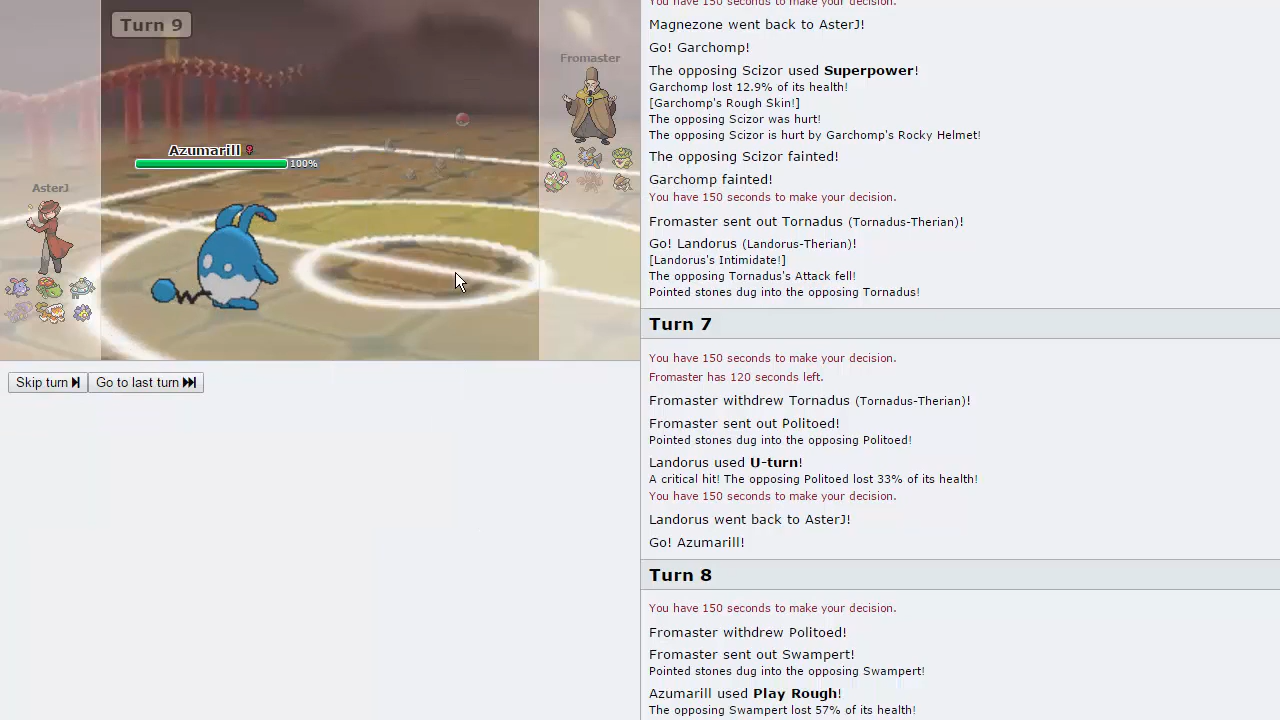 Turn 9
Fromaster
Azumarill
100%
AsterJ
Skip turn
Go to last turn
You have 150 seconds to make your decision.
Magnezone went back to AsterJ!
Go! Garchomp!
The opposing Scizor used Superpower!
Garchomp lost 12.9% of its health!
[Garchomp's Rough Skin!]
The opposing Scizor was hurt!
The opposing Scizor is hurt by Garchomp's Rocky Helmet!
The opposing Scizor fainted!
Garchomp fainted!
You have 150 seconds to make your decision.
Fromaster sent out Tornadus (Tornadus-Therian)!
Go! Landorus (Landorus-Therian)!
[Landorus's Intimidate!]
The opposing Tornadus's Attack fell!
Pointed stones dug into the opposing Tornadus!
Turn 7
You have 150 seconds to make your decision.
Fromaster has 120 seconds left.
Fromaster withdrew Tornadus (Tornadus-Therian)!
Fromaster sent out Politoed!
Pointed stones dug into the opposing Politoed!
Landorus used U-turn!
A critical hit! The opposing Politoed lost 33% of its health!
You have 150 seconds to make your decision.
Landorus went back to AsterJ!
Go! Azumarill!
Turn 8
You have 150 seconds to make your decision.
Fromaster withdrew Politoed!
Fromaster sent out Swampert!
Pointed stones dug into the opposing Swampert!
Azumarill used Play Rough!
The opposing Swampert lost 57% of its health!